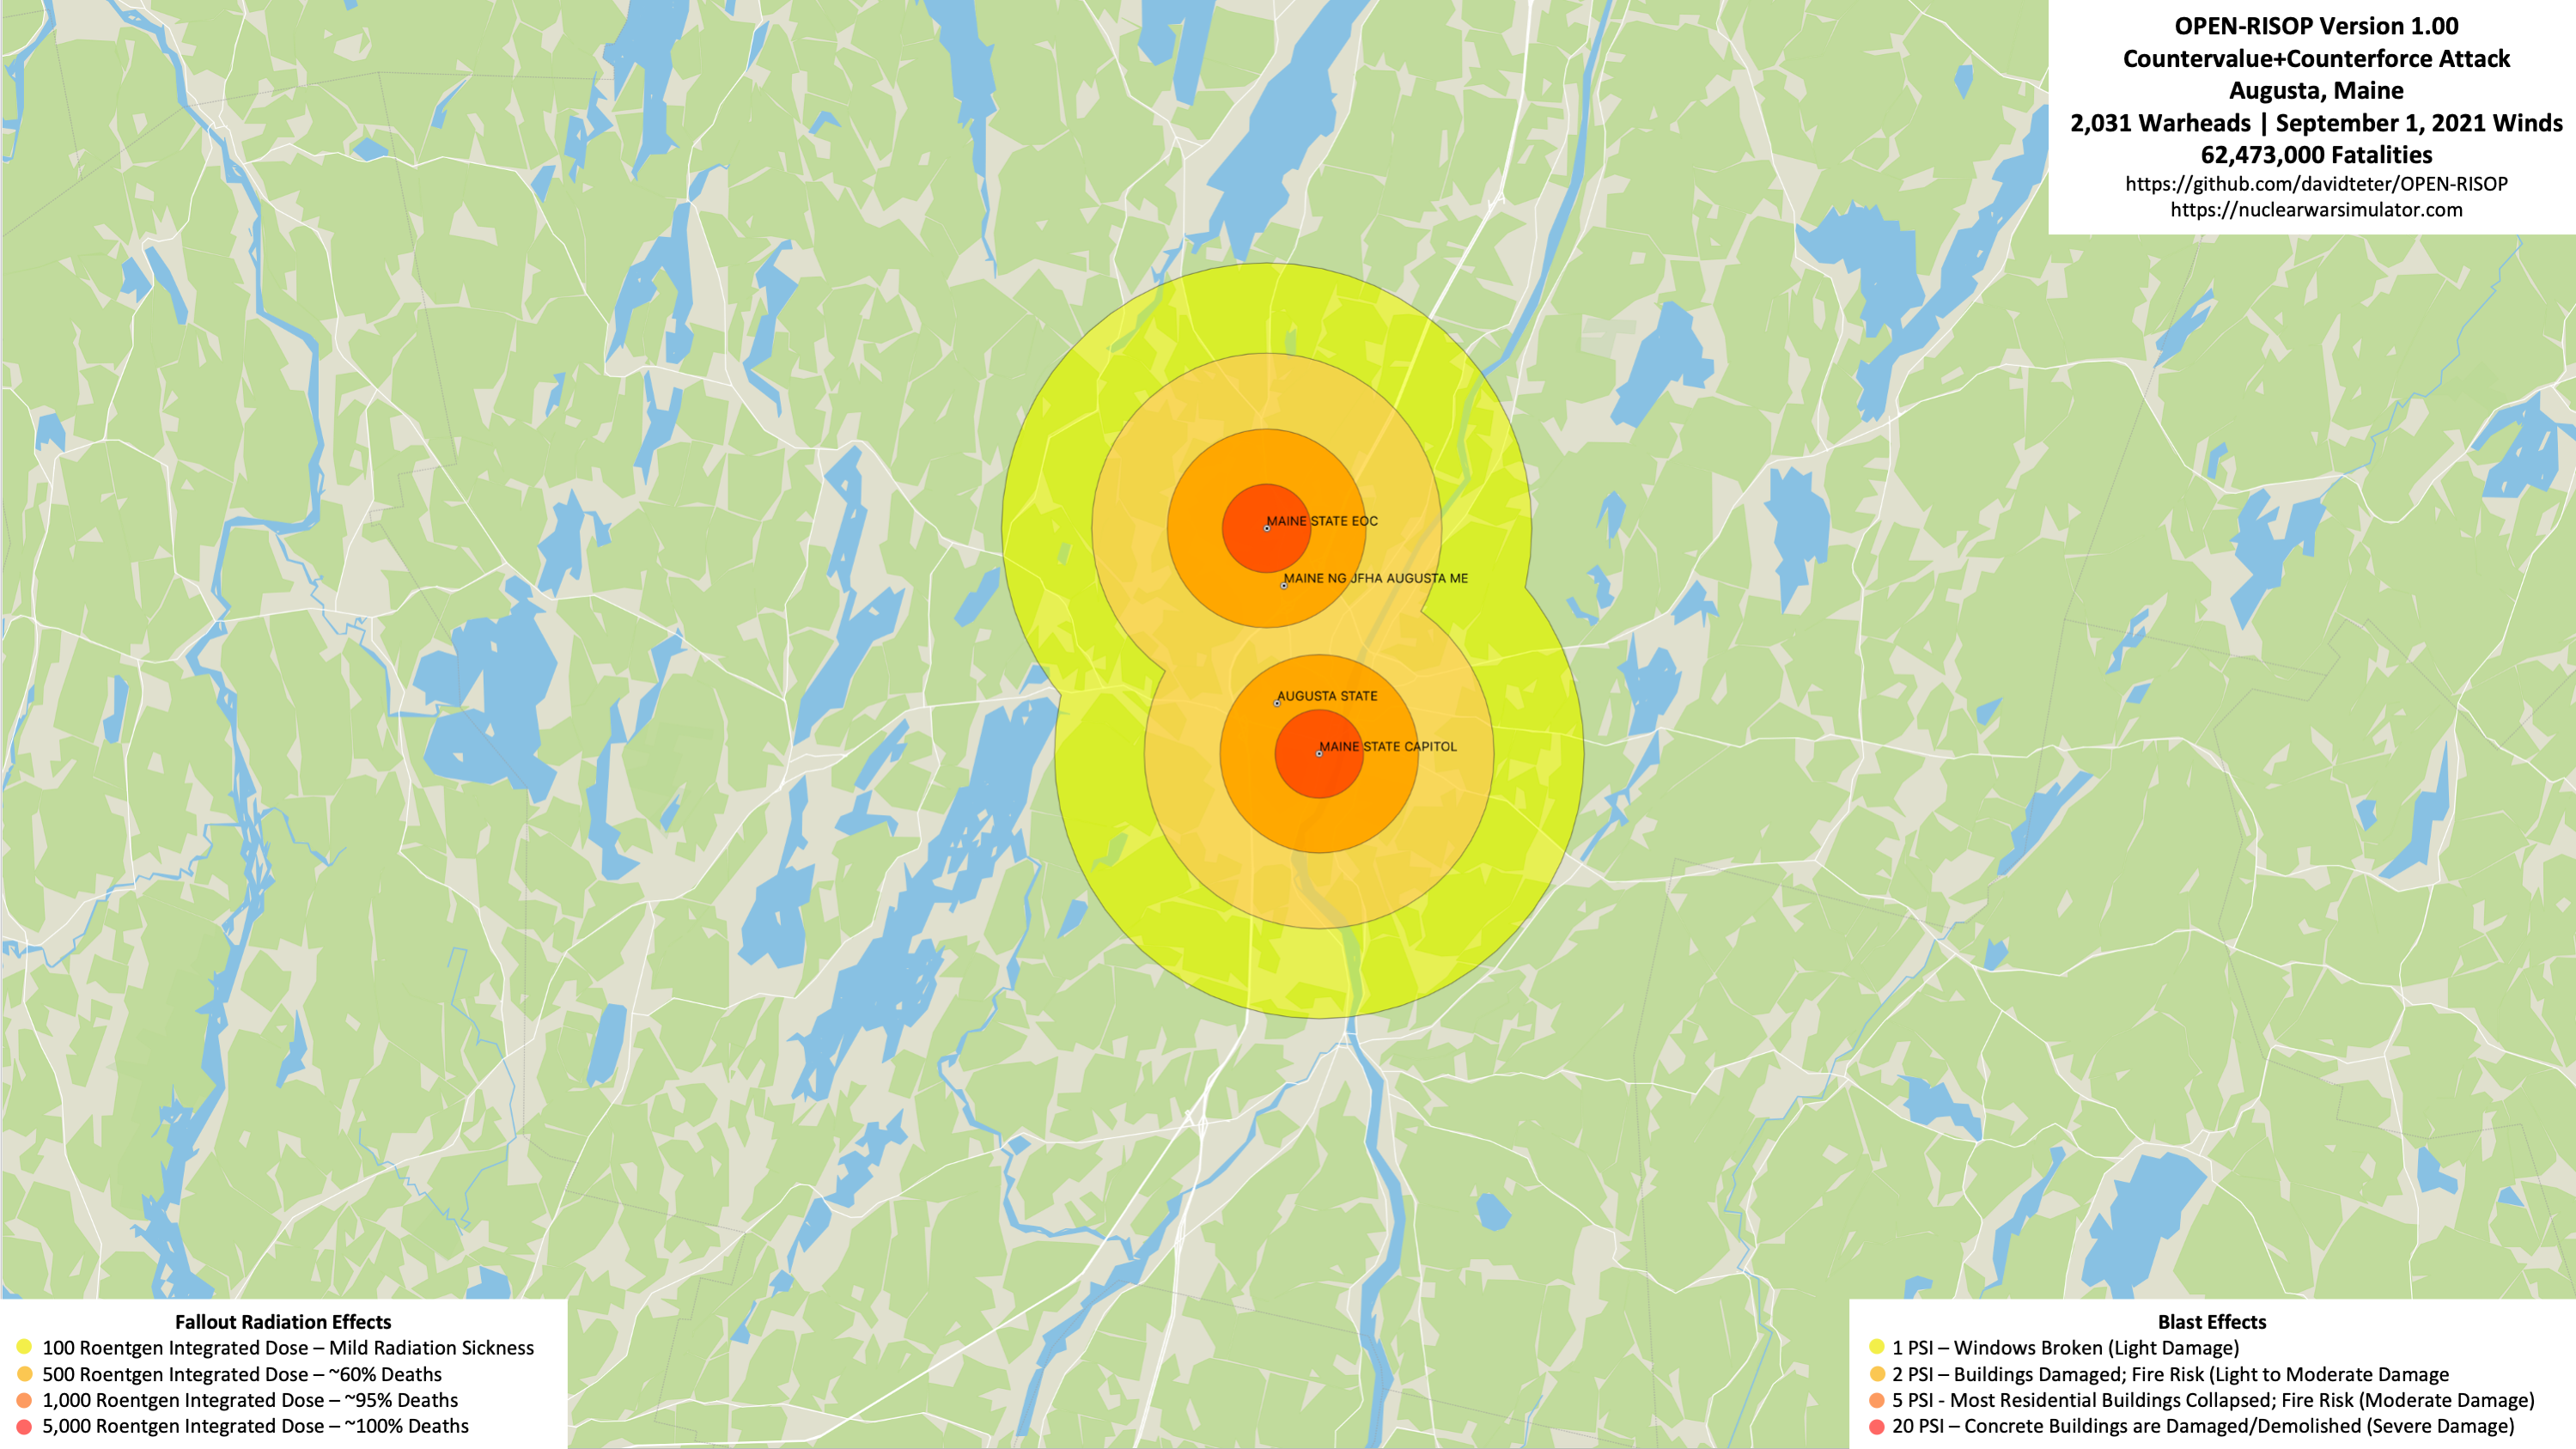 OPEN-RISOP Version 1.00
Countervalue+Counterforce Attack
Augusta, Maine
2,031 Warheads | September 1, 2021 Winds
62,473,000 Fatalities
https://github.com/davidteter/OPEN-RISOP
https://nuclearwarsimulator.com
MAINE STATE EOC
MAINE NG JFHA AUGUSTA ME
AUGUSTA STATE
MAINE STATE CAPITOL
Fallout Radiation Effects
100 Roentgen Integrated Dose – Mild Radiation Sickness
500 Roentgen Integrated Dose – ~60% Deaths
1,000 Roentgen Integrated Dose – ~95% Deaths
5,000 Roentgen Integrated Dose – ~100% Deaths
Blast Effects
1 PSI – Windows Broken (Light Damage)
2 PSI – Buildings Damaged; Fire Risk (Light to Moderate Damage
5 PSI - Most Residential Buildings Collapsed; Fire Risk (Moderate Damage)
20 PSI – Concrete Buildings are Damaged/Demolished (Severe Damage)